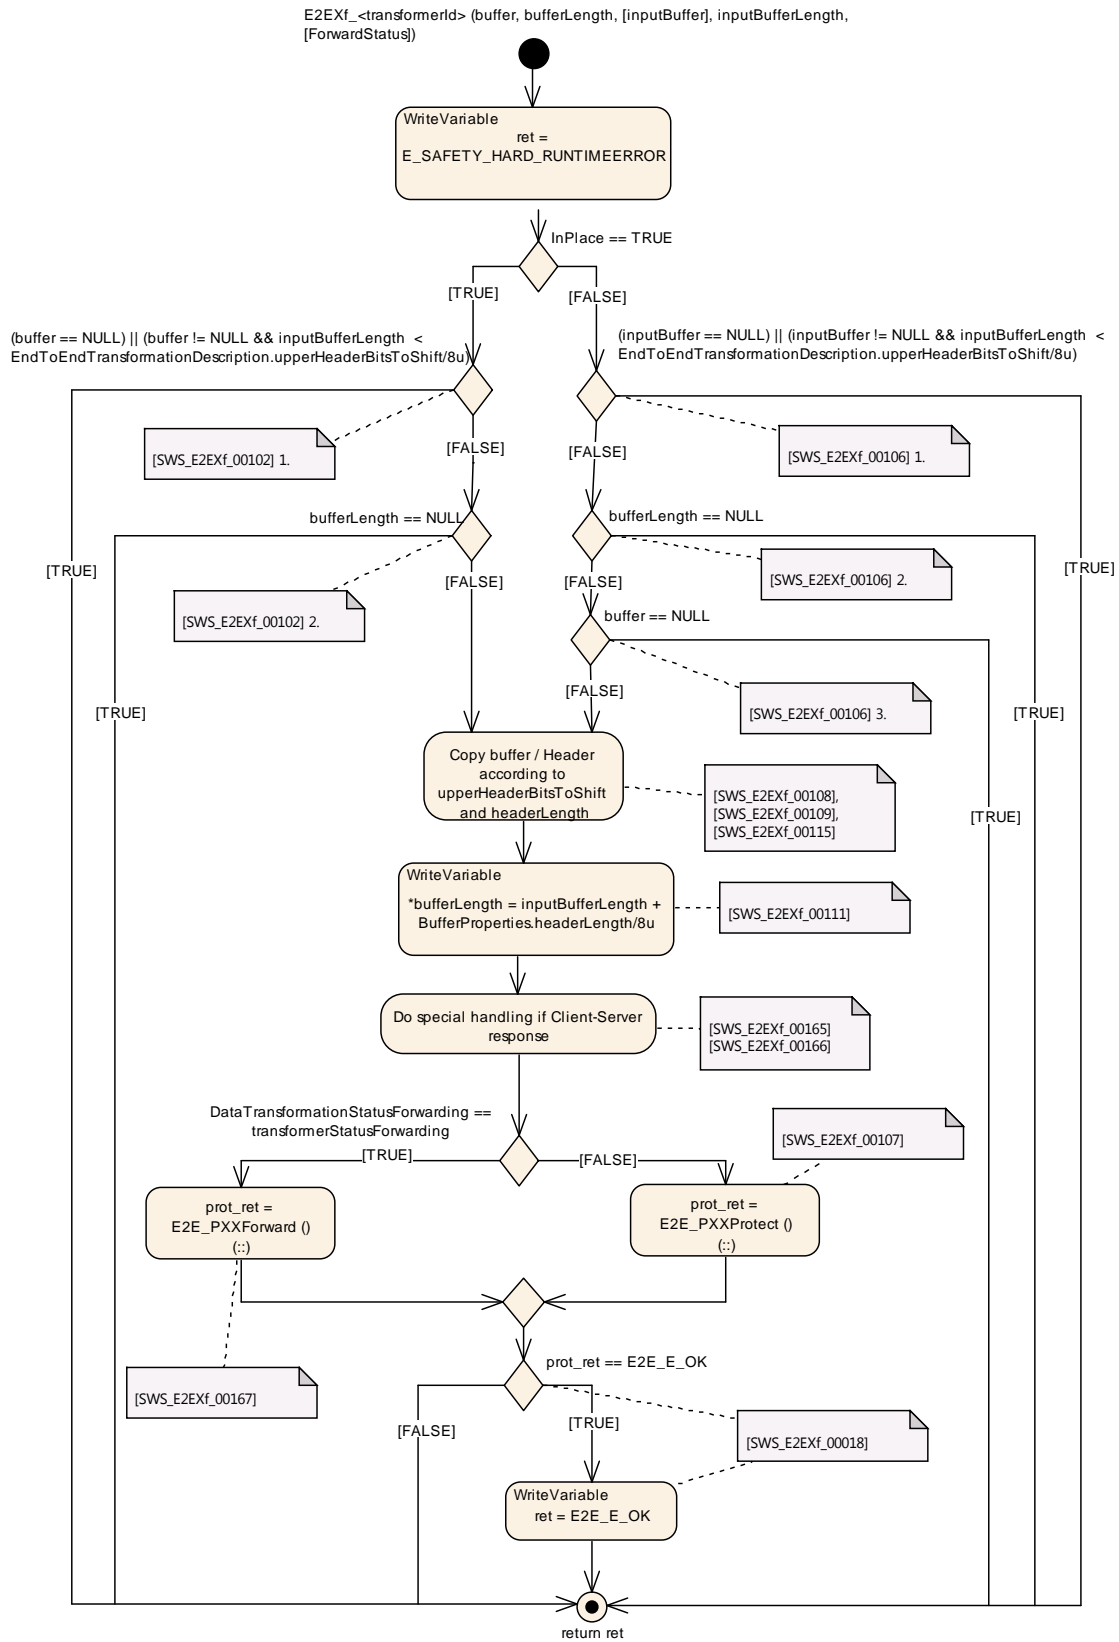 E2EXf_<transformerId> (buffer, bufferLength, [inputBuffer], inputBufferLength,
[ForwardStatus])
WriteVariable
ret =
E_SAFETY_HARD_RUNTIMEERROR
InPlace == TRUE
[TRUE]
[FALSE]
(buffer == NULL) || (buffer != NULL && inputBufferLength <
EndToEndTransformationDescription.upperHeaderBitsToShift/8u)
(inputBuffer == NULL) || (inputBuffer != NULL && inputBufferLength <
EndToEndTransformationDescription.upperHeaderBitsToShift/8u)
[SWS_E2EXf_00102] 1.
[FALSE]
[FALSE]
[SWS_E2EXf_00106] 1.
bufferLength == NULL
bufferLength == NULL
[TRUE]
[FALSE]
[FALSE]
[SWS_E2EXf_00106] 2.
[TRUE]
[SWS_E2EXf_00102] 2.
buffer == NULL
[FALSE]
[SWS_E2EXf_00106] 3.
[TRUE]
[TRUE]
Copy buffer / Header
according to
upperHeaderBitsToShift
and headerLength
[SWS_E2EXf_00108],
[SWS_E2EXf_00109],
[SWS_E2EXf_00115]
[TRUE]
WriteVariable
*bufferLength = inputBufferLength +
BufferProperties.headerLength/8u
[SWS_E2EXf_00111]
Do special handling if Client-Server
response
[SWS_E2EXf_00165]
[SWS_E2EXf_00166]
DataTransformationStatusForwarding ==
transformerStatusForwarding
[TRUE]
[FALSE]
[SWS_E2EXf_00107]
prot_ret =
E2E_PXXForward ()
(::)
prot_ret =
E2E_PXXProtect ()
(::)
prot_ret == E2E_E_OK
[SWS_E2EXf_00167]
[FALSE]
[TRUE]
[SWS_E2EXf_00018]
WriteVariable
ret = E2E_E_OK
return ret